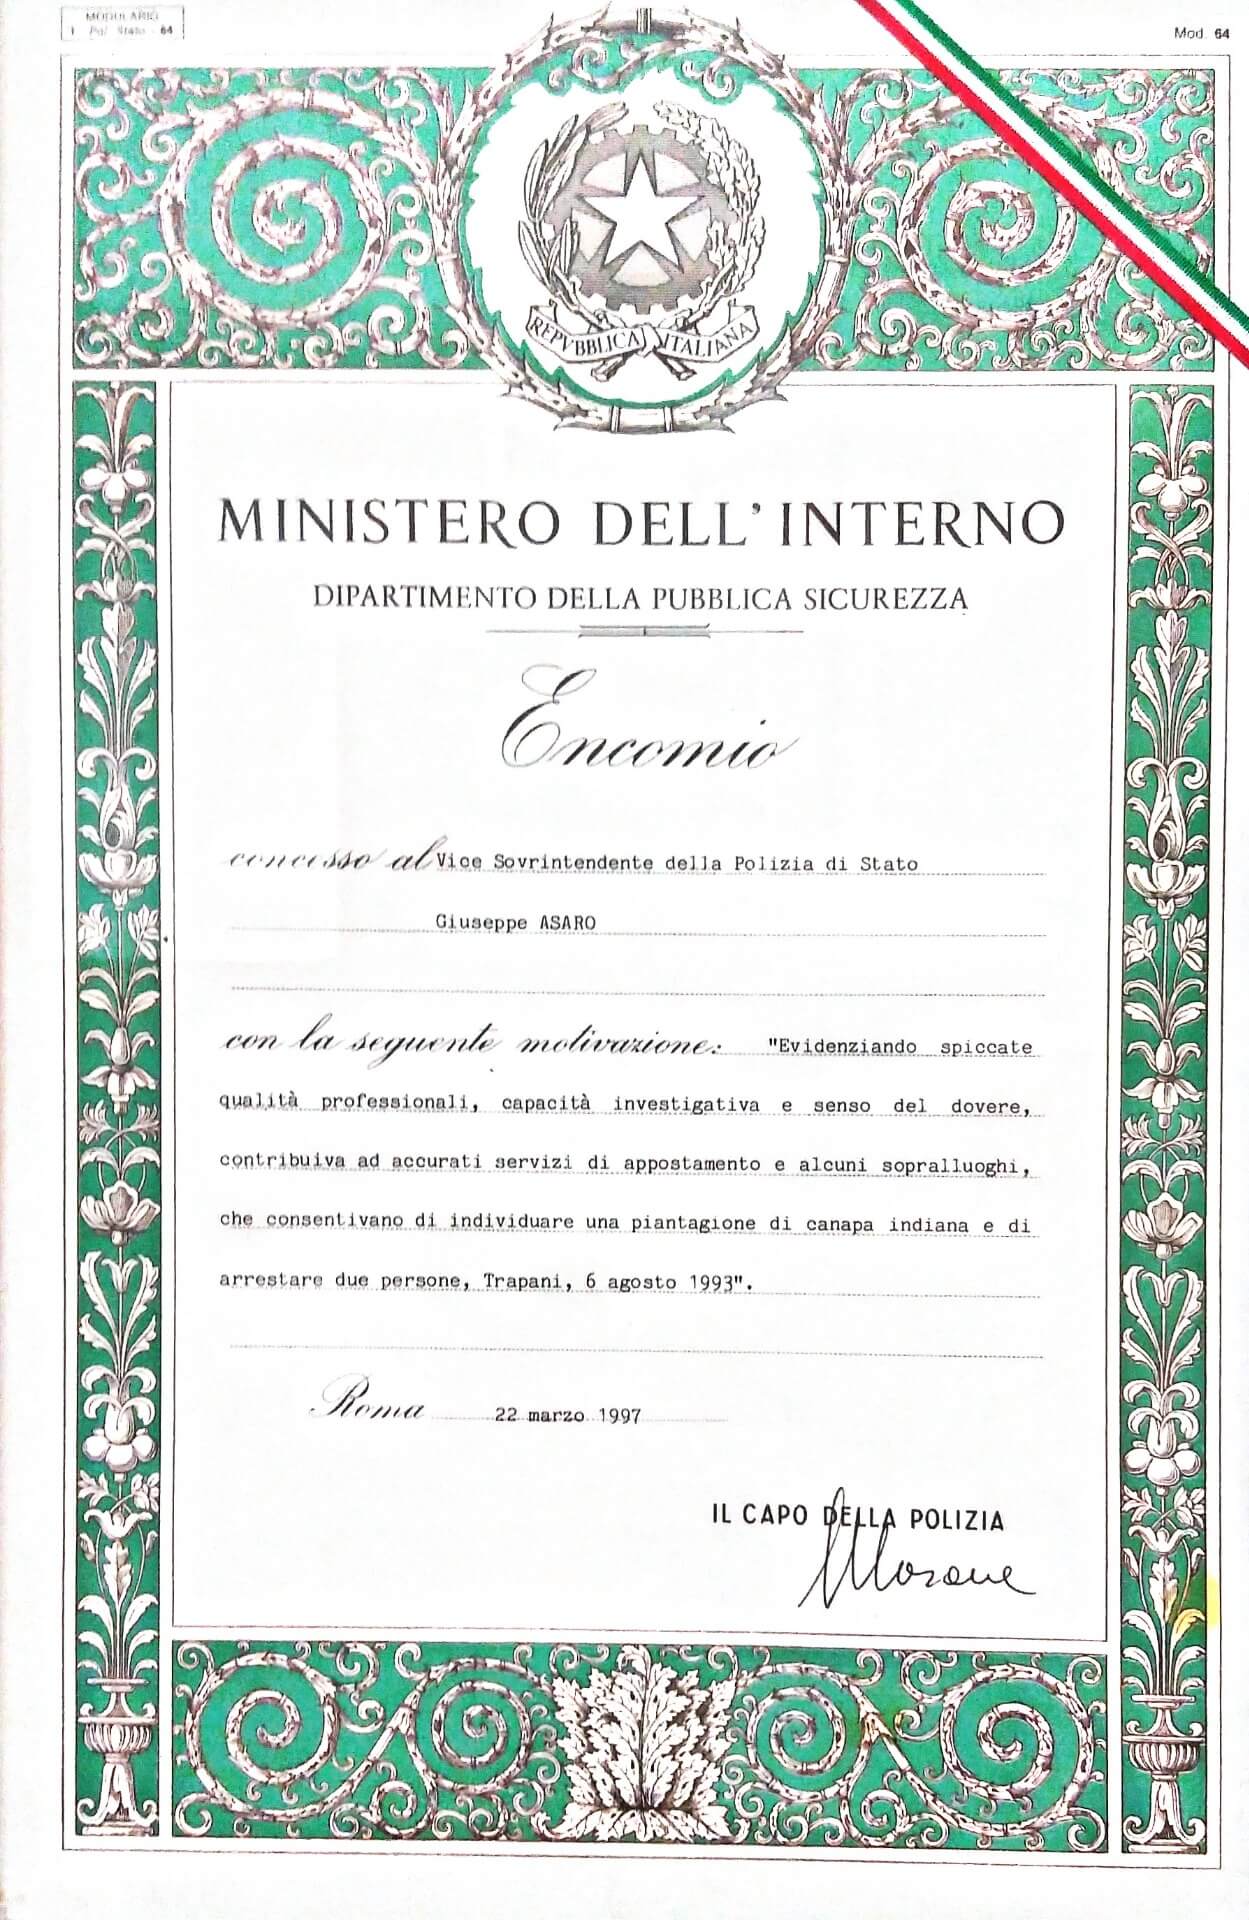 MODULARIO
I Pol Stato - 64
Mod. 64
REPVBBLICA ITALIANA
MINISTERO DELL'INTERNO
DIPARTIMENTO DELLA PUBBLICA SICUREZZA
Encomio
concesso al Vice Sovrintendente della Polizia di Stato
Giuseppe ASARO
con la seguente motivazione: "Evidenziando spiccate
qualità professionali, capacità investigativa e senso del dovere,
contribuiva ad accurati servizi di appostamento e alcuni sopralluoghi,
che consentivano di individuare una piantagione di canapa indiana e di
arrestare due persone, Trapani, 6 agosto 1993".
Roma 22 marzo 1997
IL CAPO DELLA POLIZIA